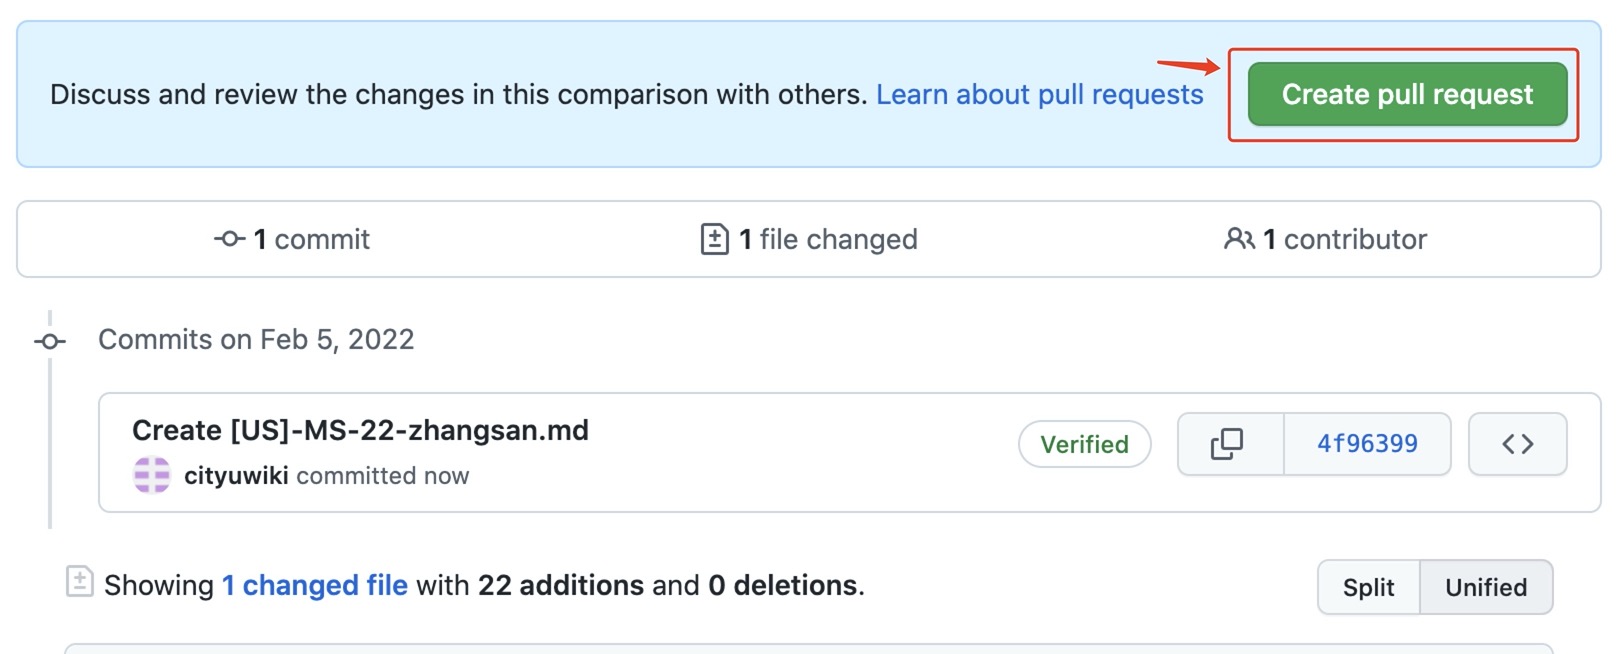 Discuss and review the changes in this comparison with others. Learn about pull requests Create pull request
1 commit 1 file changed 1 contributor
Commits on Feb 5, 2022
Create [US]-MS-22-zhangsan.md
cityuwiki committed now
Verified 4f96399
Showing 1 changed file with 22 additions and 0 deletions. Split Unified